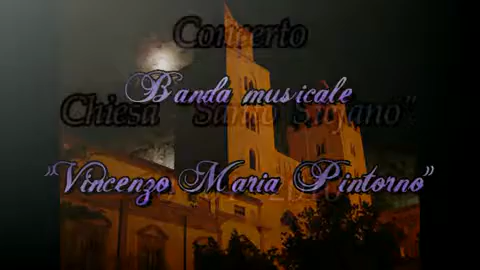 Concerto
Banda musicale
Chiesa "Santo Stefano"
"Vincenzo Maria Pintorno"